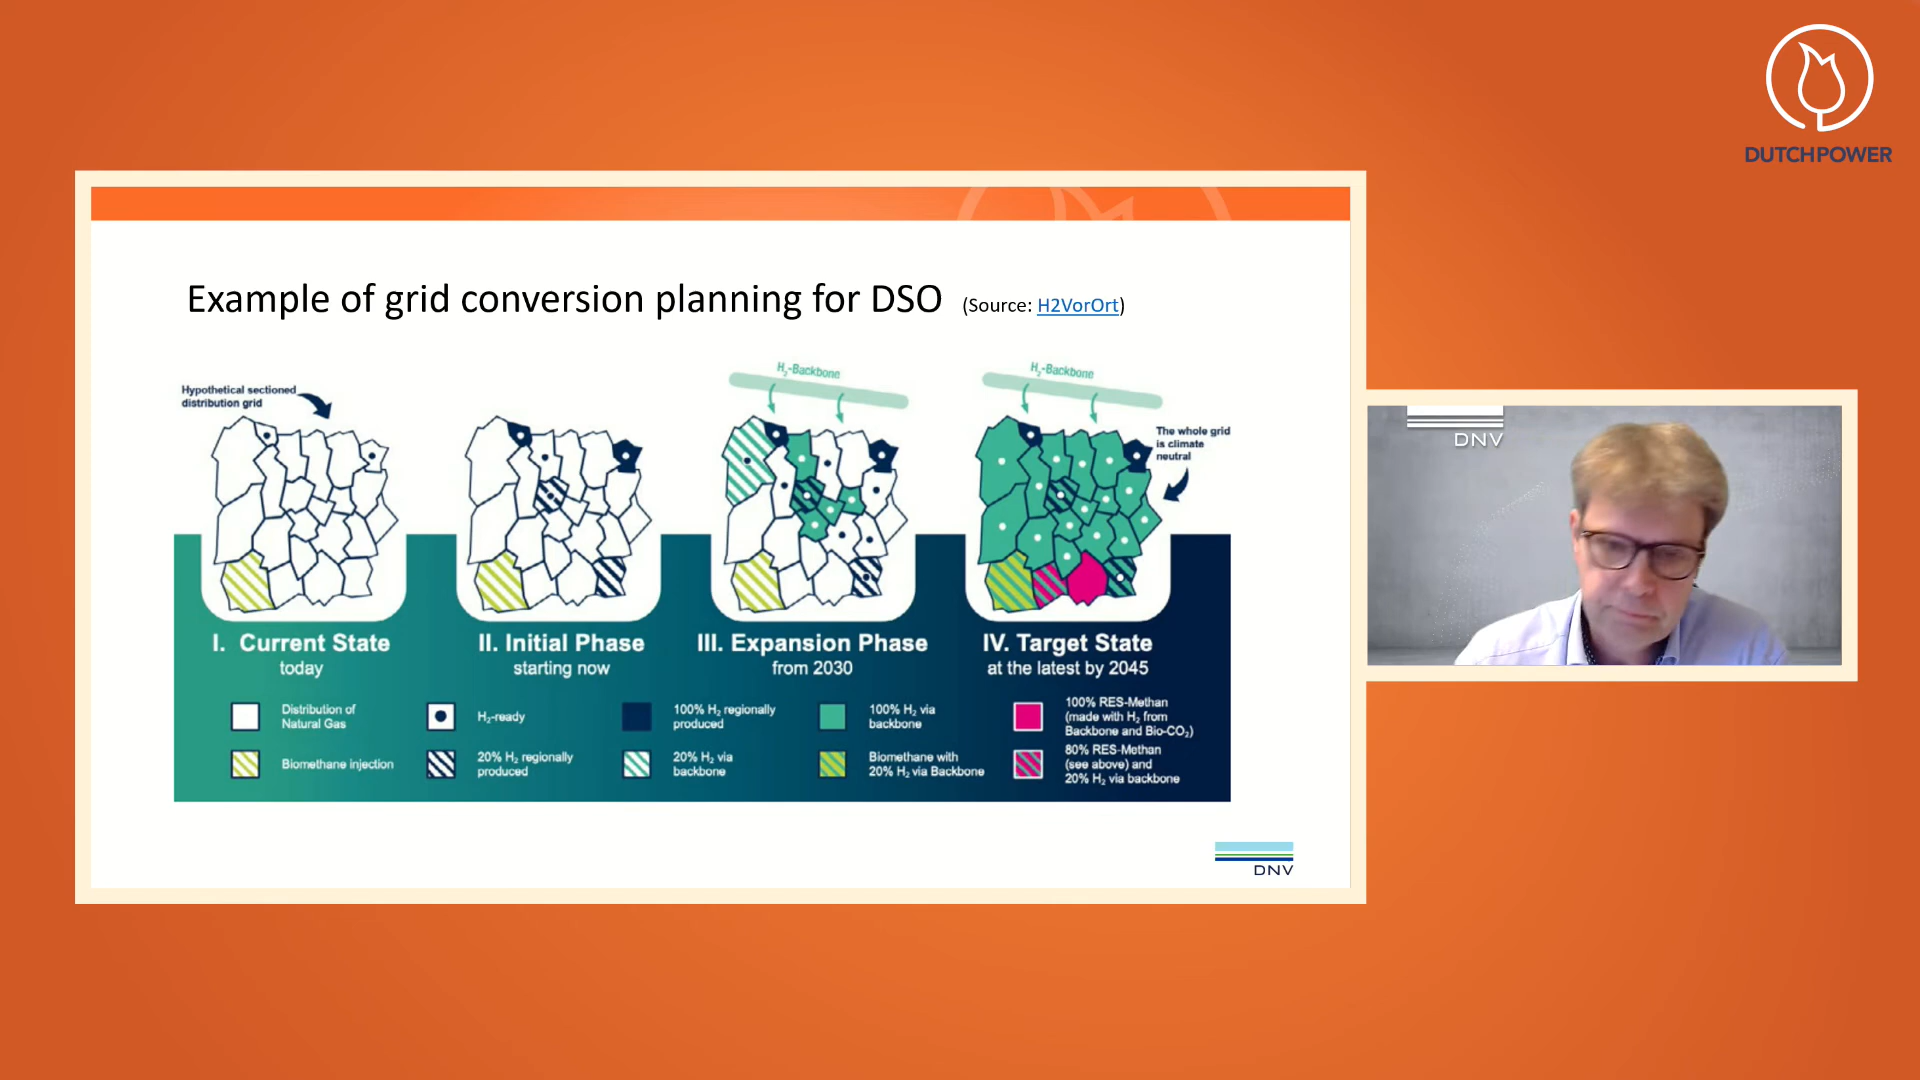 DUTCHPOWER
Example of grid conversion planning for DSO (Source: H2VorOrt)
Hypothetical sectioned
distribution grid
H₂-Backbone
H₂-Backbone
The whole grid
is climate
neutral
I. Current State
today
II. Initial Phase
starting now
III. Expansion Phase
from 2030
IV. Target State
at the latest by 2045
Distribution of
Natural Gas
H₂-ready
100% H₂ regionally
produced
100% H₂ via
backbone
100% RES-Methan
(made with H₂ from
Backbone and Bio-CO₂)
Biomethane injection
20% H₂ regionally
produced
20% H₂ via
backbone
Biomethane with
20% H₂ via Backbone
80% RES-Methan
(see above) and
20% H₂ via backbone
DNV
DNV